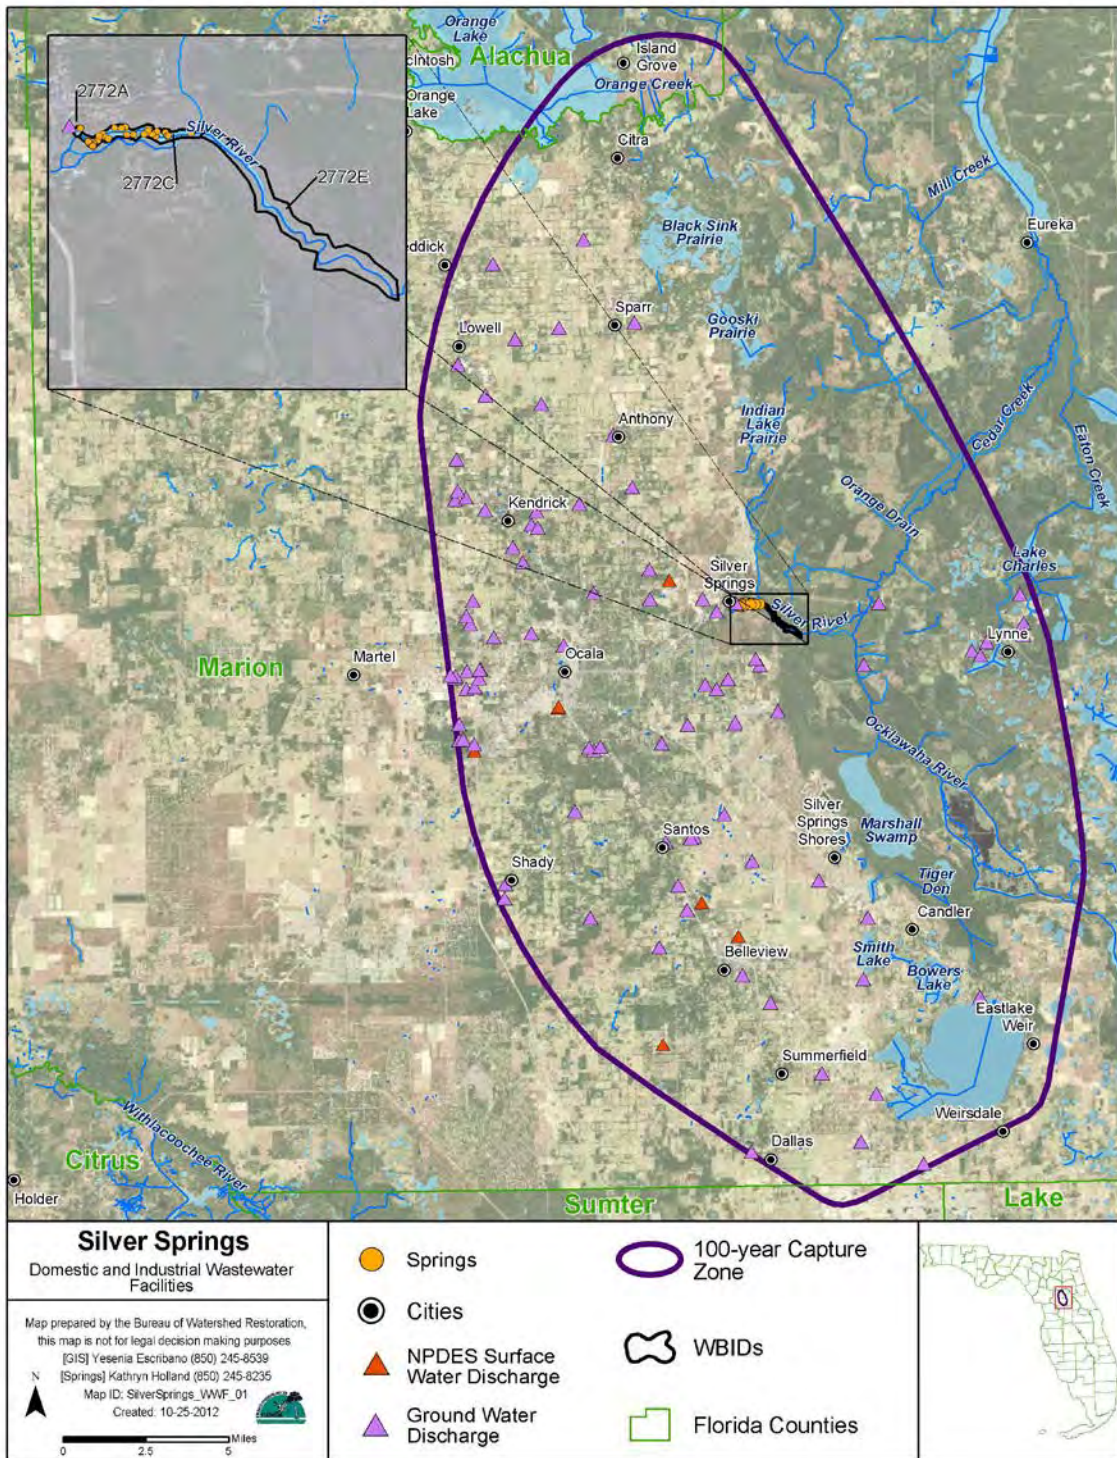 Orange
Lake
Alachua
Island
Grove
Orange Creek
cIntosh
Orange
Lake
Citra
2772A
Silver River
2772C
2772E
Mill Creek
Eureka
Black Sink
Prairie
eddick
Sparr
Gooski
Prairie
Lowell
Indian
Lake
Prairie
Cedar Creek
Eaton Creek
Anthony
Orange Drain
Kendrick
Lake
Charles
Silver
Springs
Silver River
Lynne
Ocala
Marion
Martel
Ocklawaha River
Silver
Springs
Shores
Marshall
Swamp
Santos
Shady
Tiger
Den
Candler
Smith
Lake
Bowers
Lake
Belleview
Eastlake
Weir
Summerfield
Weirsdale
Withlacoochee River
Dallas
Citrus
Holder
Sumter
Lake
Silver Springs
Domestic and Industrial Wastewater
Facilities
Map prepared by the Bureau of Watershed Restoration,
this map is not for legal decision making purposes
[GIS] Yesenia Escribano (850) 245-8539
[Springs] Kathryn Holland (850) 245-8235
Map ID: SilverSprings_WWF_01
Created: 10-25-2012
N
Miles
0 2.5 5
Springs
Cities
NPDES Surface
Water Discharge
Ground Water
Discharge
100-year Capture
Zone
WBIDs
Florida Counties